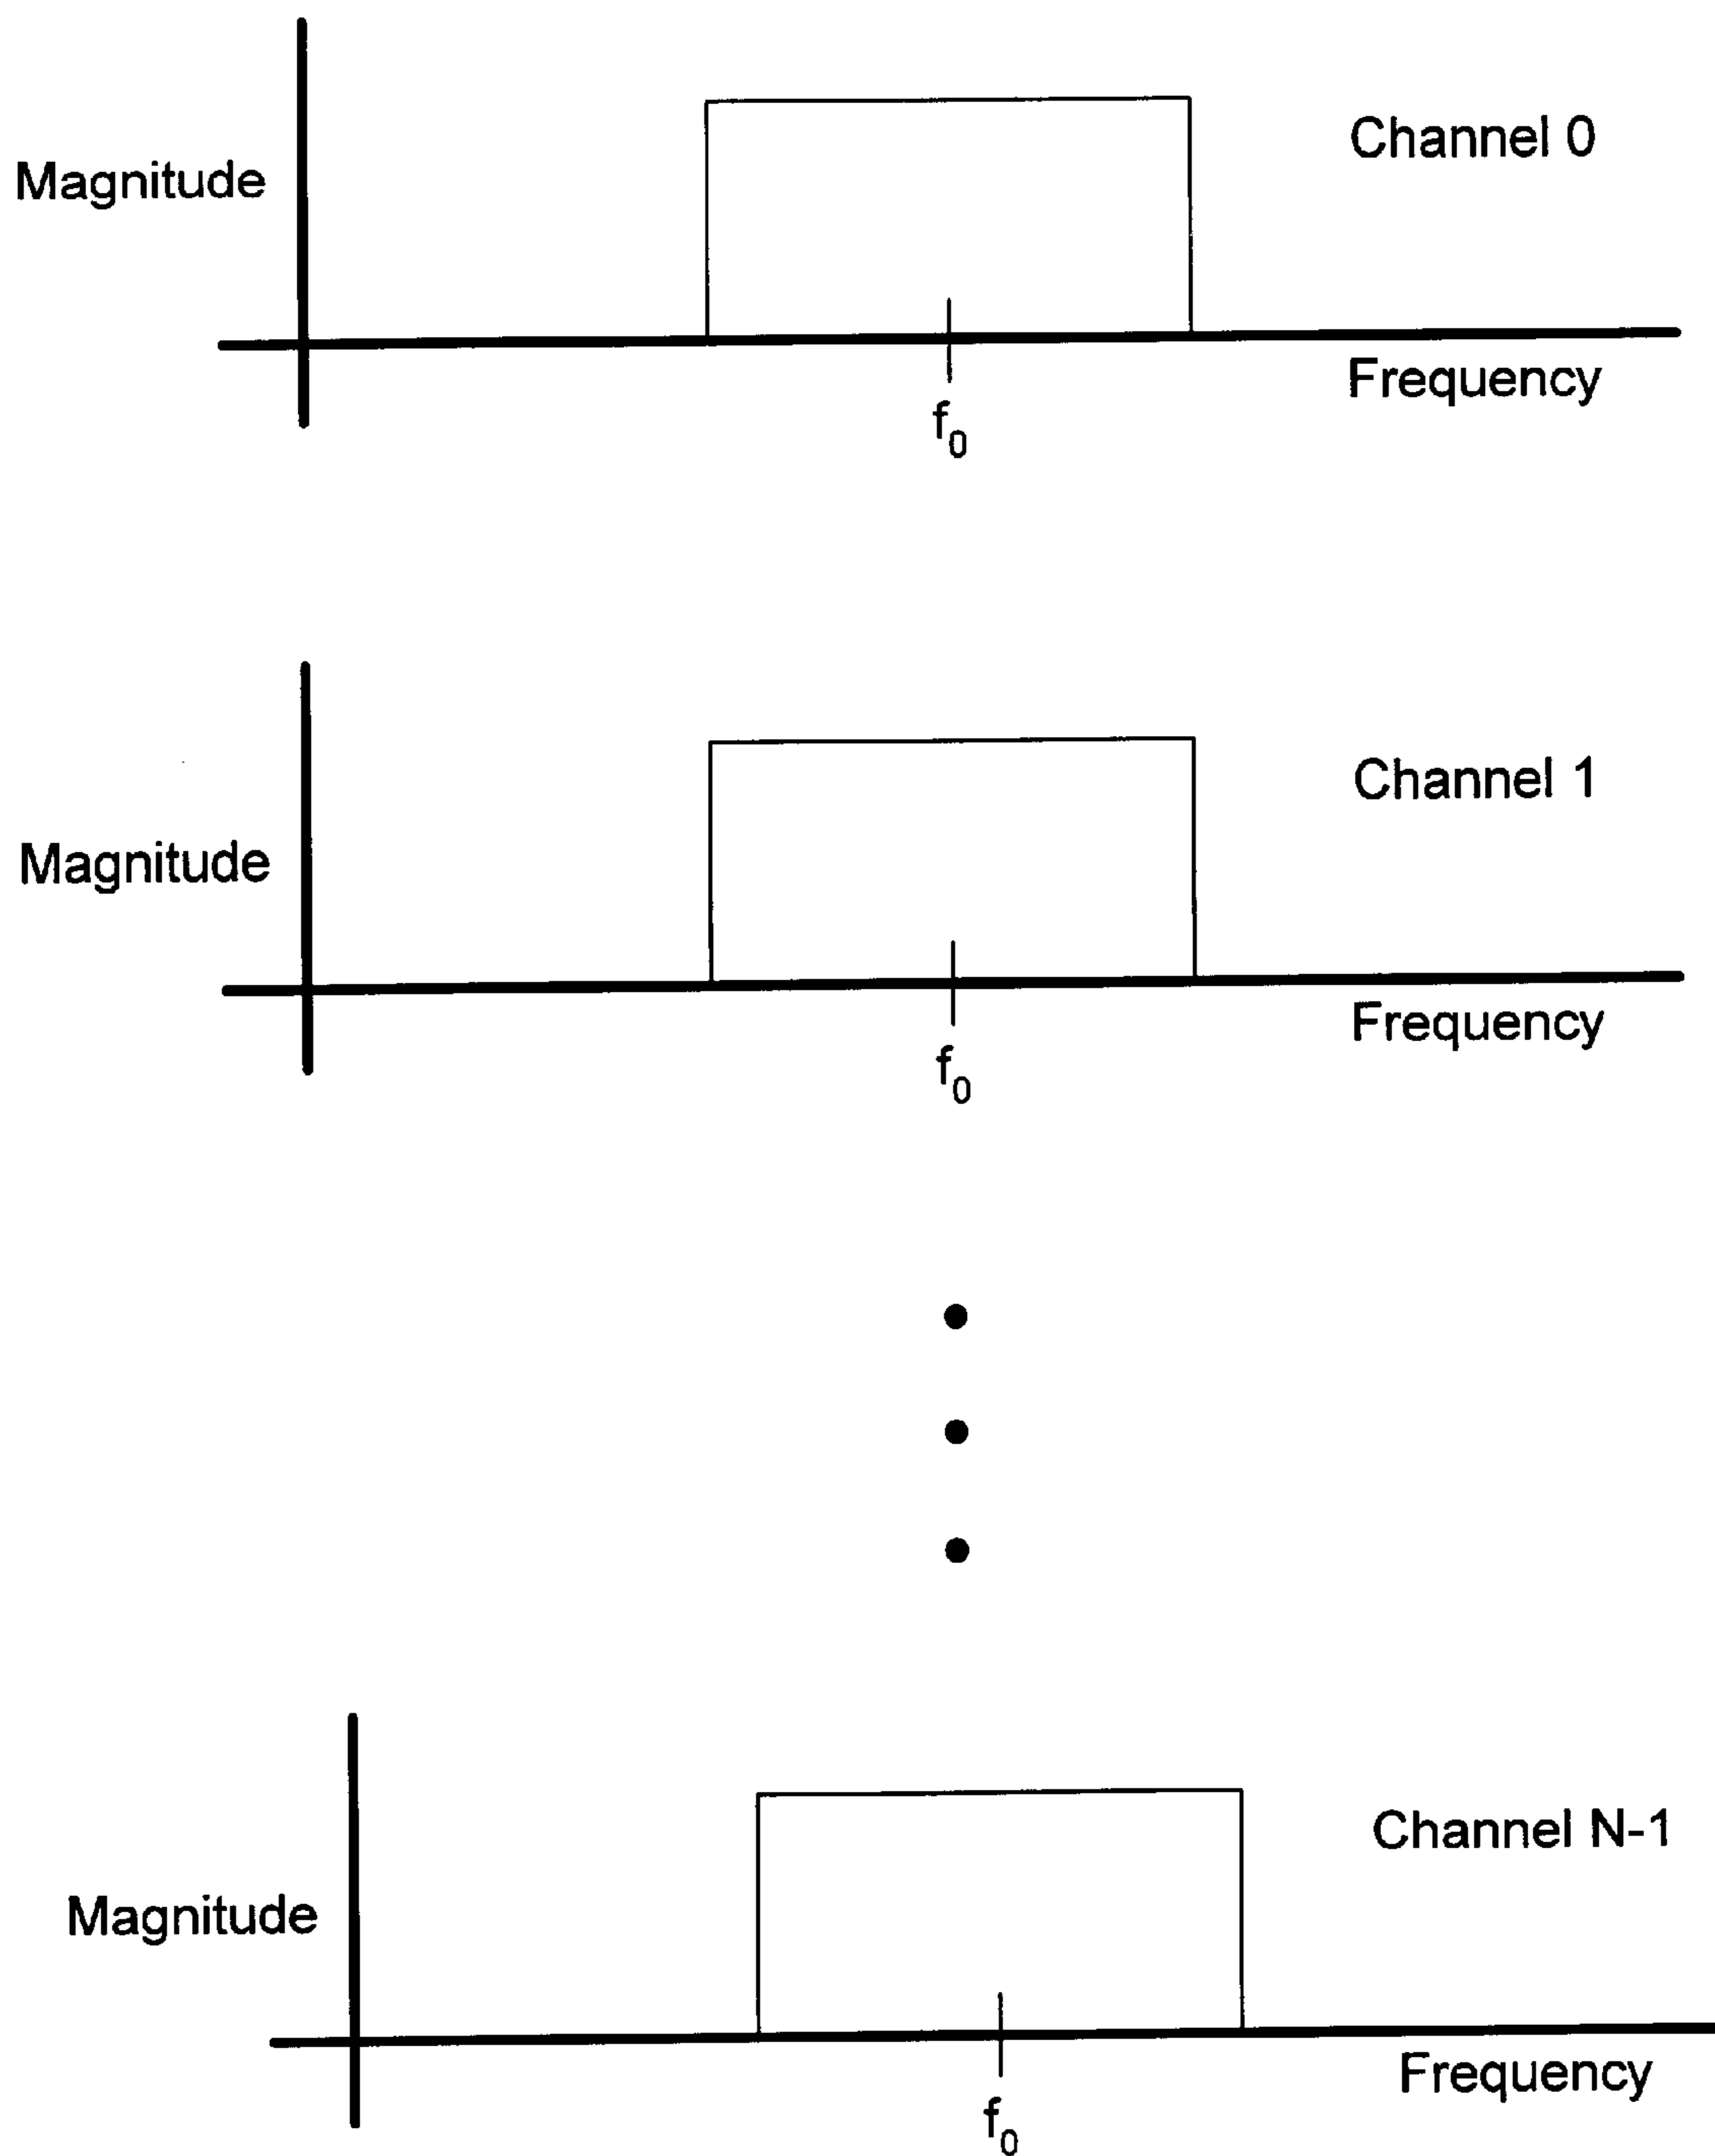 Channel 0
Magnitude
Frequency
f₀
Channel 1
Magnitude
Frequency
f₀
Channel N-1
Magnitude
Frequency
f₀